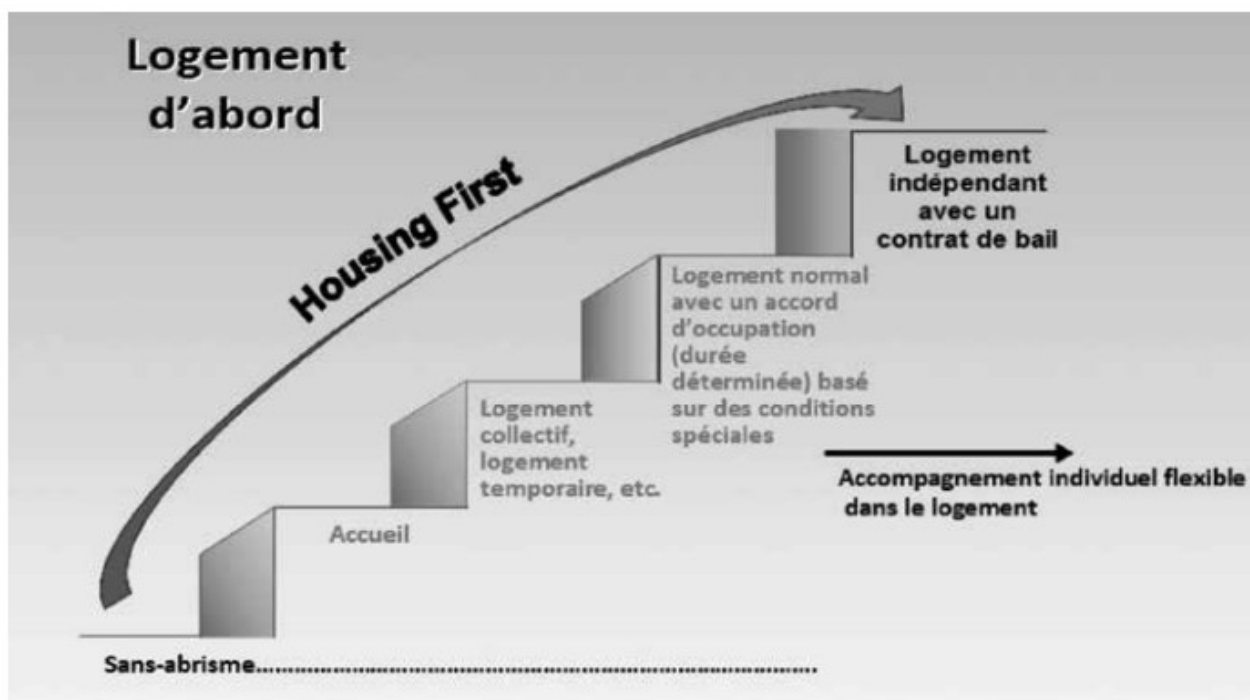 Logement
d'abord
Housing First
Logement
indépendant
avec un
contrat de bail
Logement normal
avec un accord
d'occupation
(durée
déterminée) basé
sur des conditions
spéciales
Logement
collectif,
logement
temporaire, etc.
Accompagnement individuel flexible
dans le logement
Accueil
Sans-abrisme................................................................................